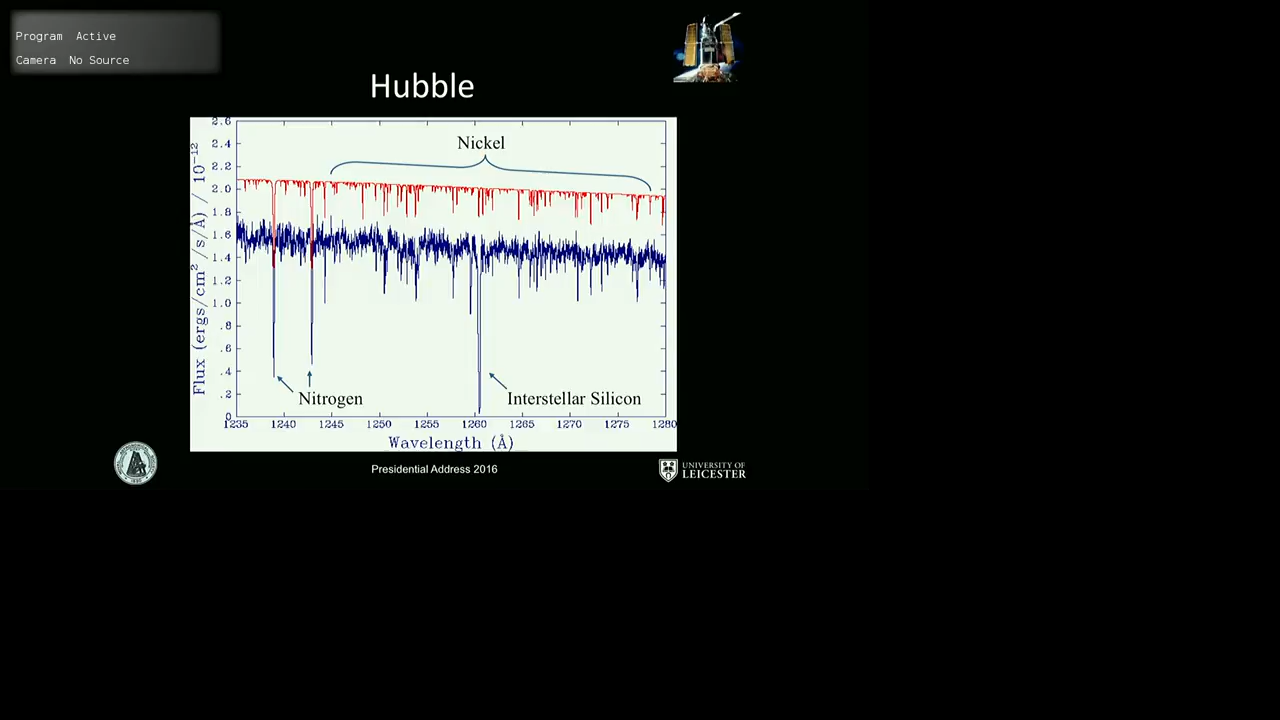 Program Active
Camera No Source
Hubble
Nickel
2.6
2.4
2.2
2.0
1.8
1.6
1.4
1.2
1.0
.8
.6
.4
.2
0
Flux (ergs/cm² /s/Å) / 10⁻¹²
Nitrogen
Interstellar Silicon
1235 1240 1245 1250 1255 1260 1265 1270 1275 1280
Wavelength (Å)
Presidential Address 2016
UNIVERSITY OF
LEICESTER